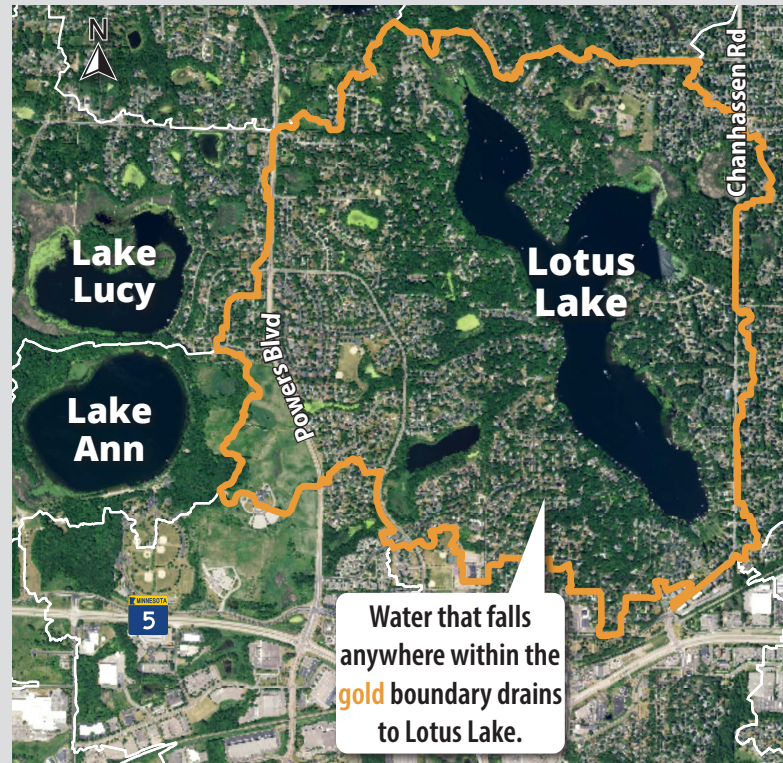 N
Chanhassen Rd
Lake
Lucy
Lotus
Lake
Powers Blvd
Lake
Ann
MINNESOTA
5
Water that falls
anywhere within the
gold boundary drains
to Lotus Lake.